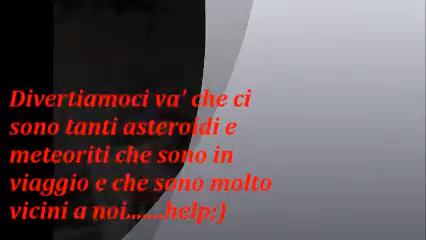 Divertiamoci va' che ci
sono tanti asteroidi e
meteoriti che sono in
viaggio e che sono molto
vicini a noi.......help;)